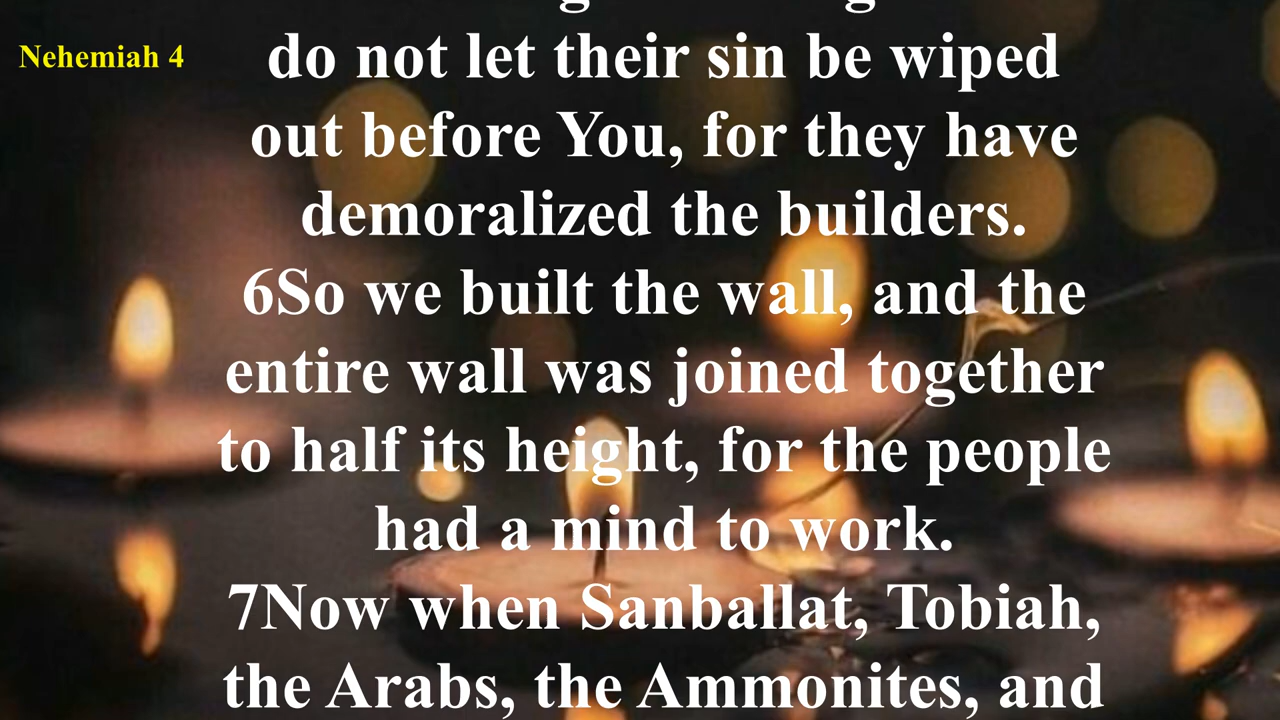 Nehemiah 4
do not let their sin be wiped
out before You, for they have
demoralized the builders.
6So we built the wall, and the
entire wall was joined together
to half its height, for the people
had a mind to work.
7Now when Sanballat, Tobiah,
the Arabs, the Ammonites, and